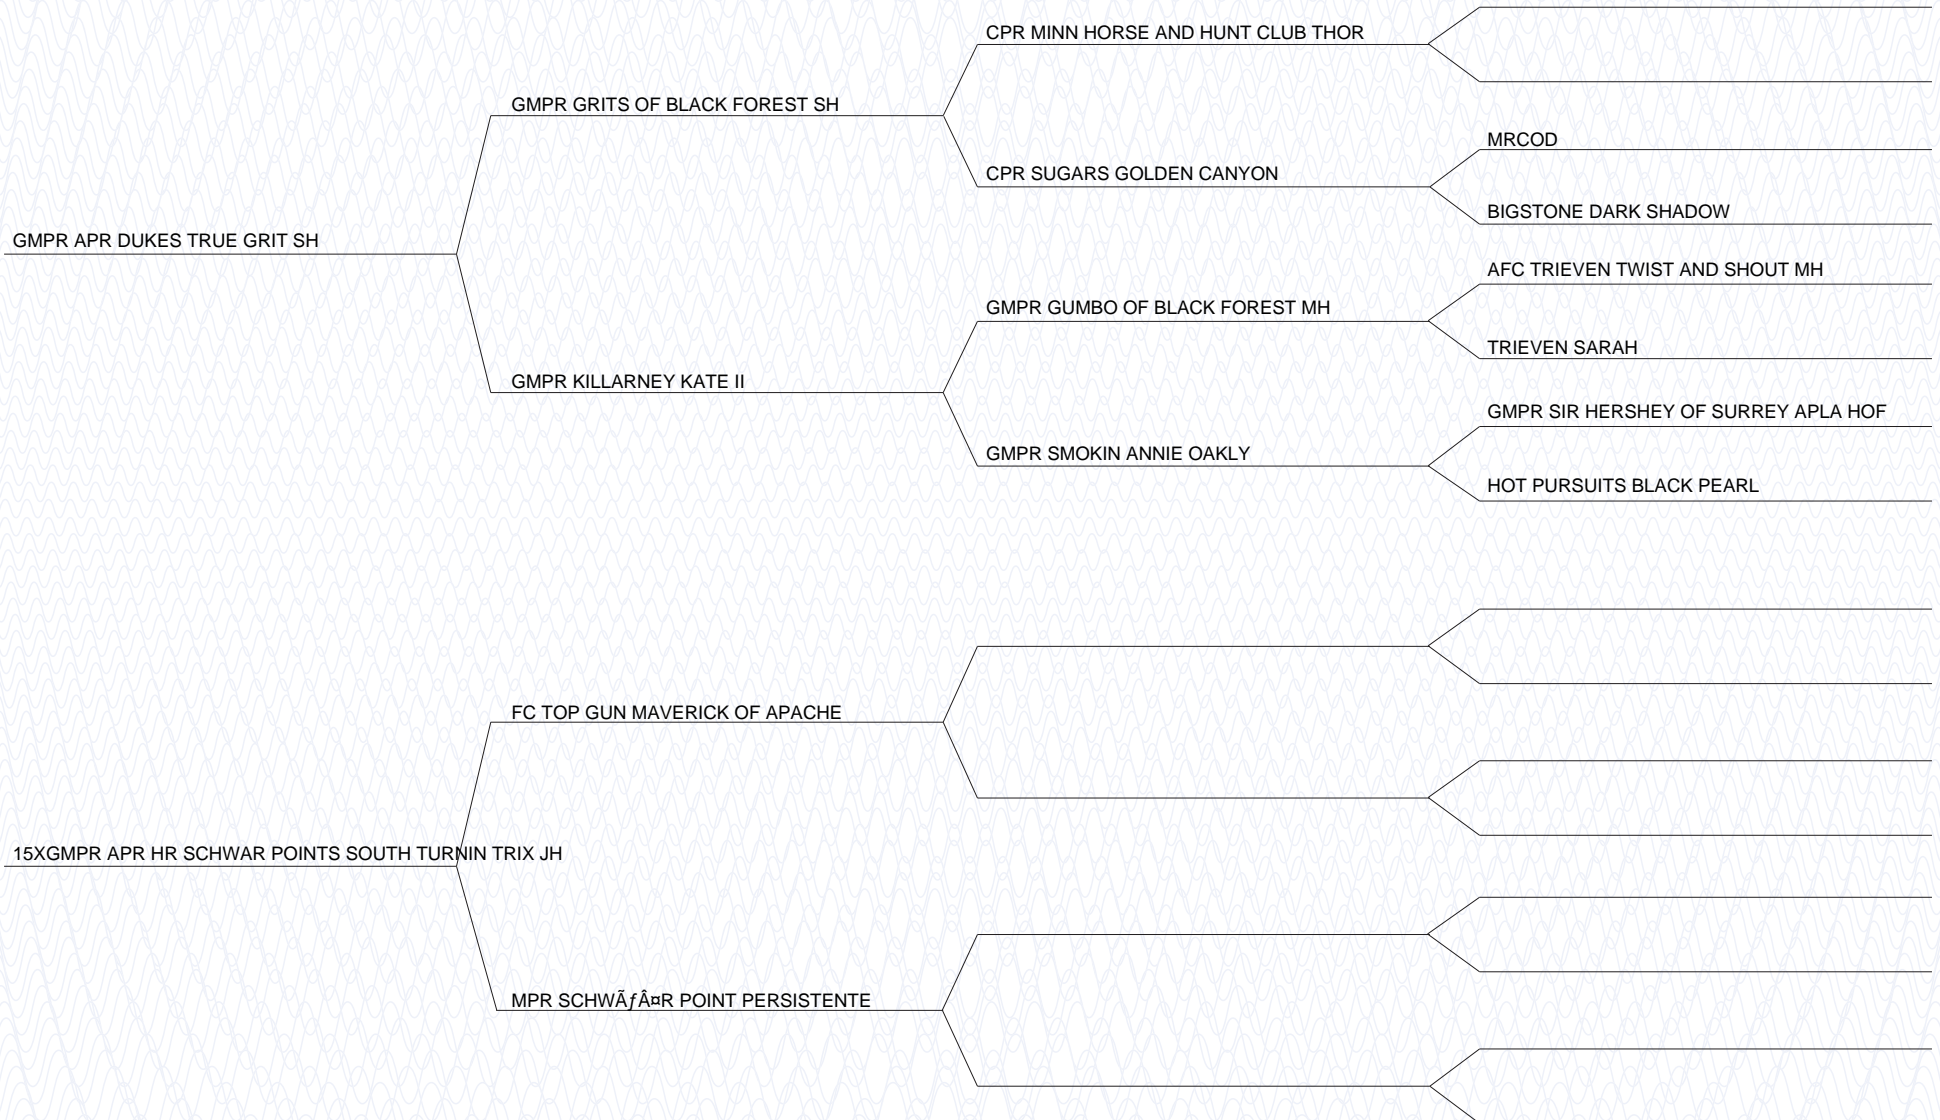 CPR MINN HORSE AND HUNT CLUB THOR
GMPR GRITS OF BLACK FOREST SH
MRCOD
CPR SUGARS GOLDEN CANYON
BIGSTONE DARK SHADOW
GMPR APR DUKES TRUE GRIT SH
AFC TRIEVEN TWIST AND SHOUT MH
GMPR GUMBO OF BLACK FOREST MH
TRIEVEN SARAH
GMPR KILLARNEY KATE II
GMPR SIR HERSHEY OF SURREY APLA HOF
GMPR SMOKIN ANNIE OAKLY
HOT PURSUITS BLACK PEARL
FC TOP GUN MAVERICK OF APACHE
15XGMPR APR HR SCHWAR POINTS SOUTH TURNIN TRIX JH
MPR SCHWÃƒÂ¤R POINT PERSISTENTE